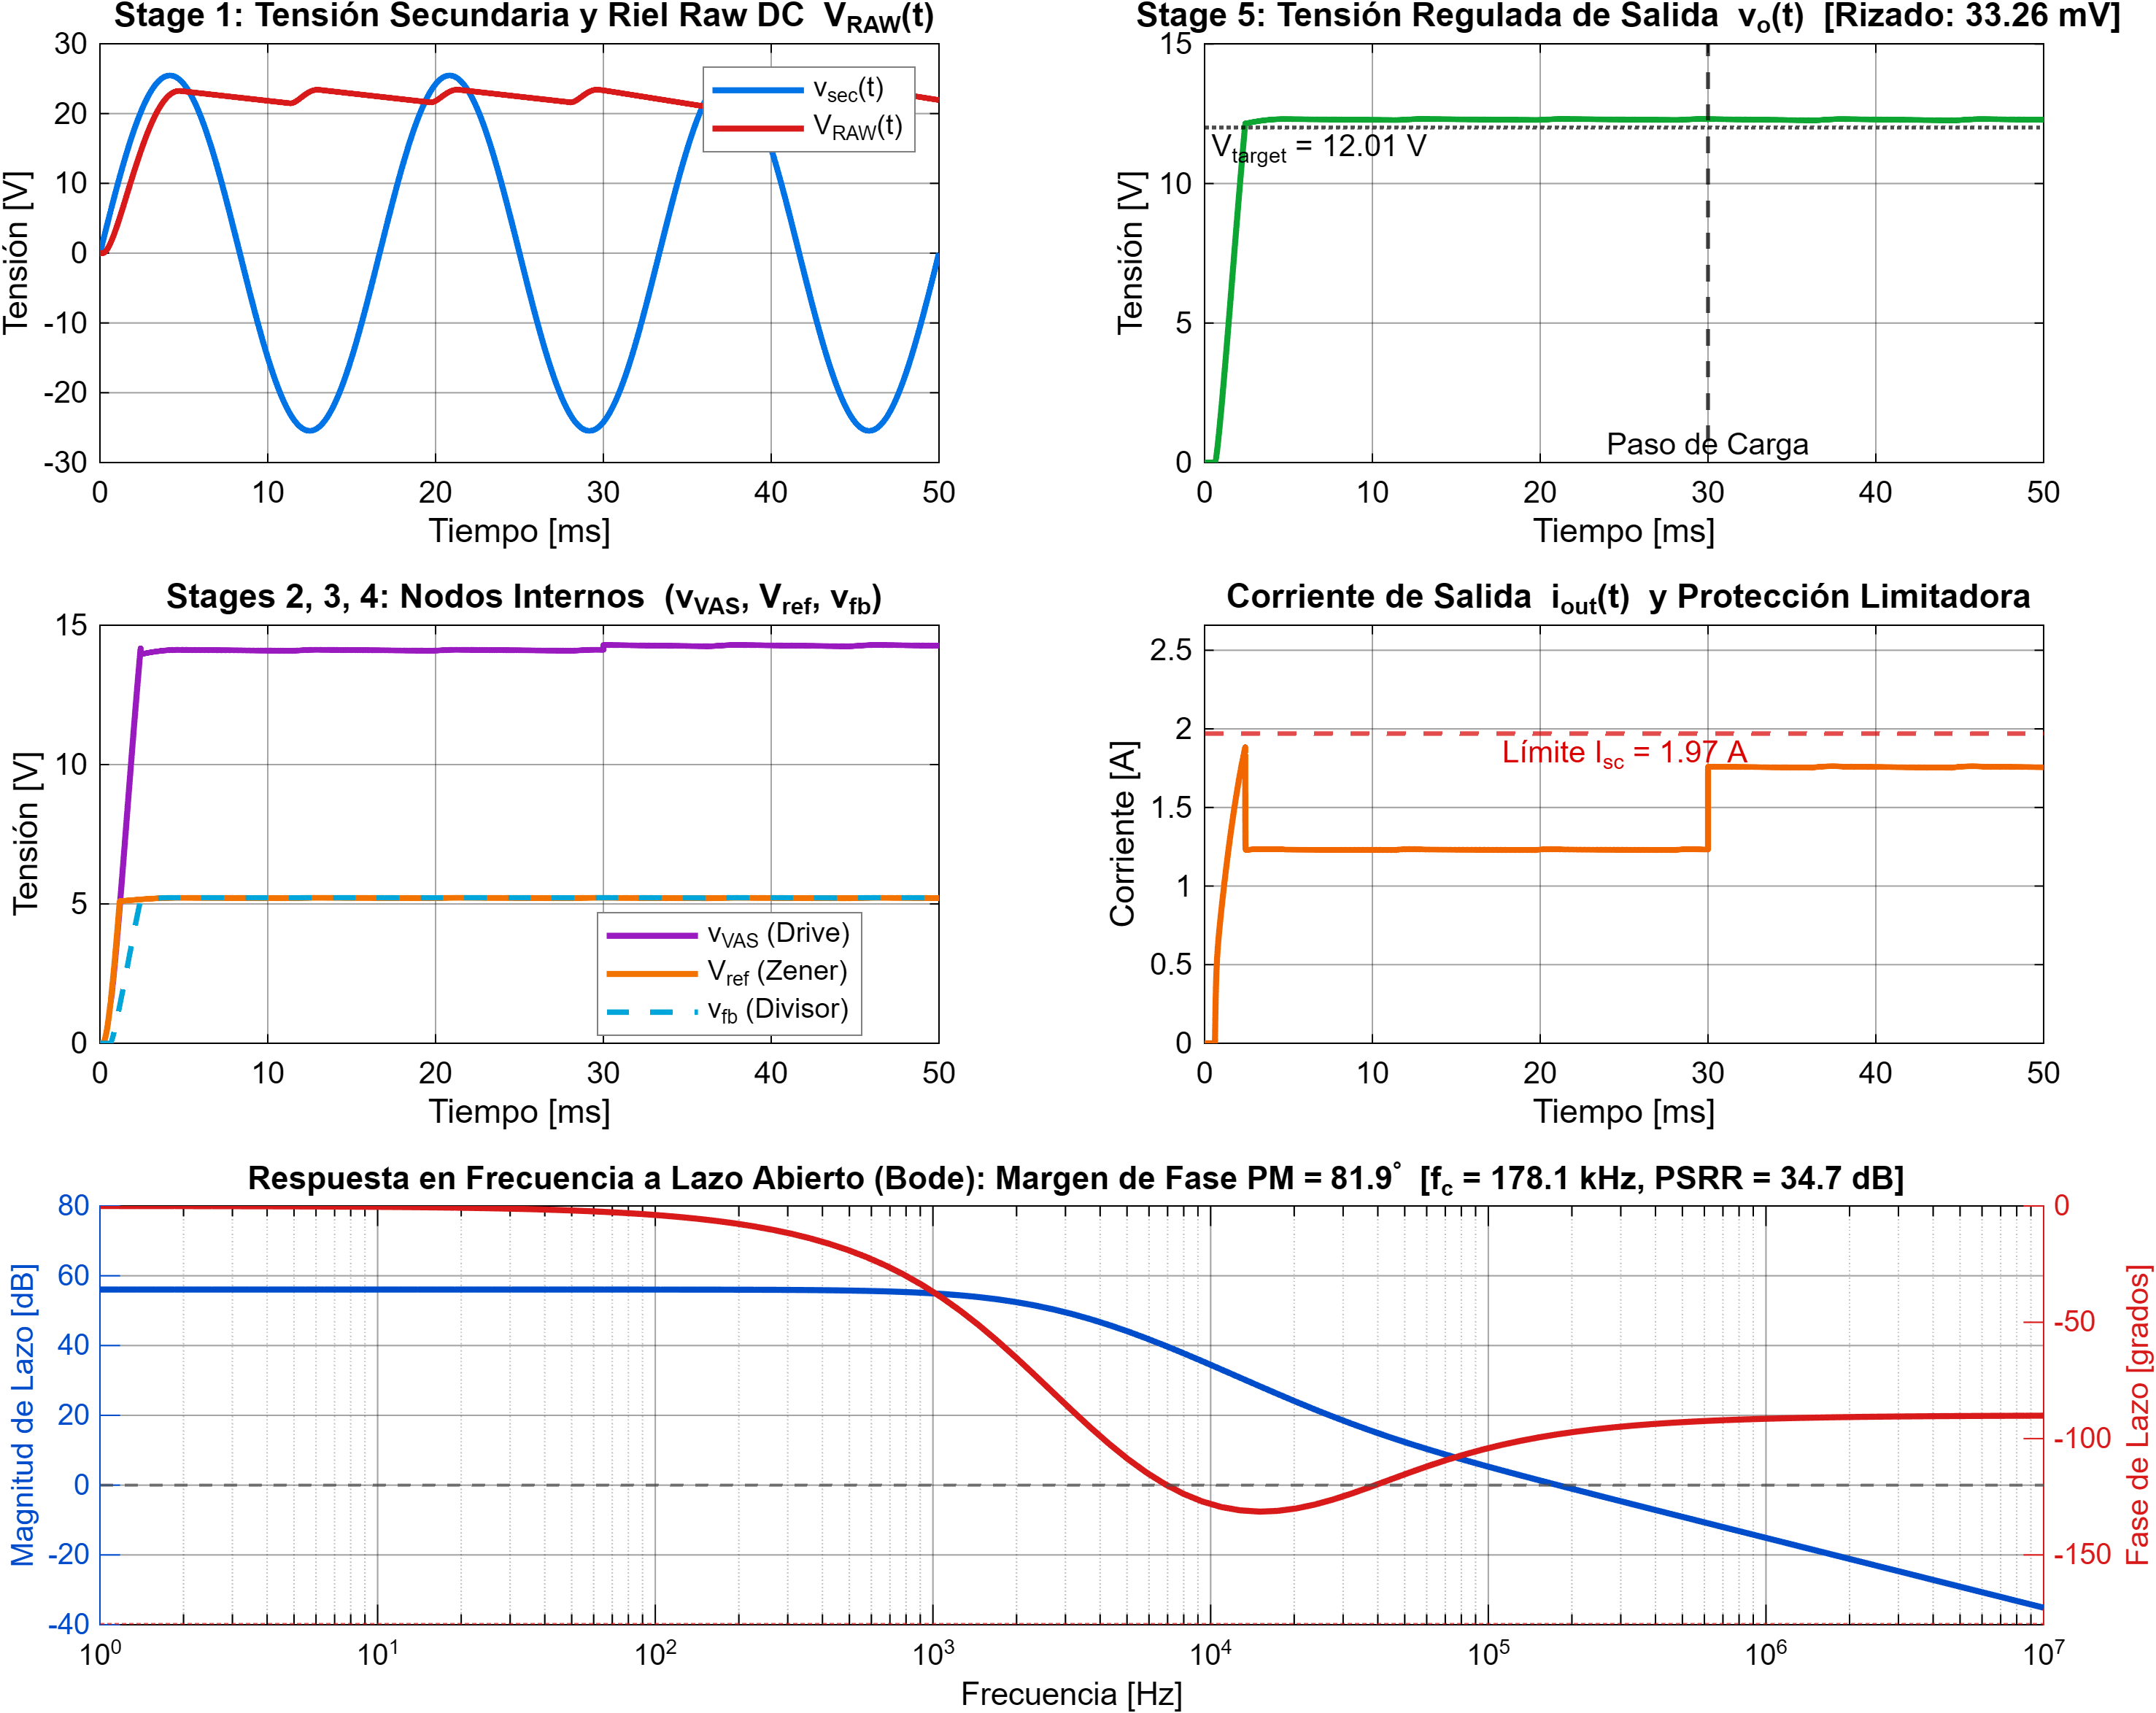 Stage 1: Tensión Secundaria y Riel Raw DC V_RAW(t)
30
20
10
0
-10
-20
-30
Tensión [V]
v_sec(t)
V_RAW(t)
0 10 20 30 40 50
Tiempo [ms]
Stage 5: Tensión Regulada de Salida v_o(t) [Rizado: 33.26 mV]
15
10
5
0
Tensión [V]
V_target = 12.01 V
Paso de Carga
0 10 20 30 40 50
Tiempo [ms]
Stages 2, 3, 4: Nodos Internos (v_VAS, V_ref, v_fb)
15
10
5
0
Tensión [V]
v_VAS (Drive)
V_ref (Zener)
v_fb (Divisor)
0 10 20 30 40 50
Tiempo [ms]
Corriente de Salida i_out(t) y Protección Limitadora
2.5
2
1.5
1
0.5
0
Corriente [A]
Límite I_sc = 1.97 A
0 10 20 30 40 50
Tiempo [ms]
Respuesta en Frecuencia a Lazo Abierto (Bode): Margen de Fase PM = 81.9° [f_c = 178.1 kHz, PSRR = 34.7 dB]
80
60
40
20
0
-20
-40
Magnitud de Lazo [dB]
0
-50
-100
-150
Fase de Lazo [grados]
10^0 10^1 10^2 10^3 10^4 10^5 10^6 10^7
Frecuencia [Hz]